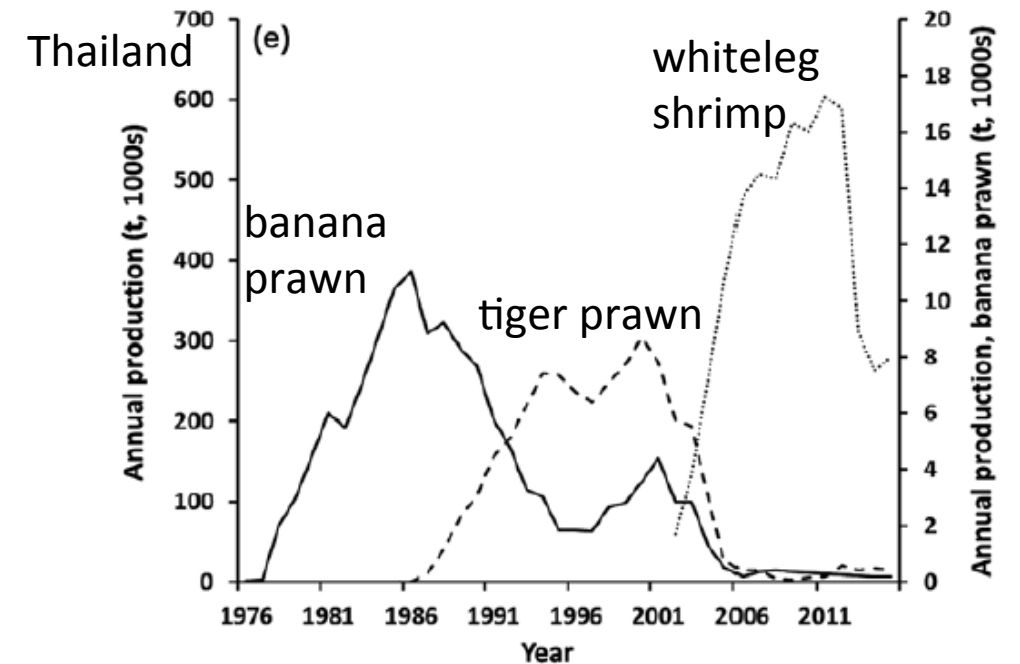 Thailand
(e)
whiteleg
shrimp
banana
prawn
tiger prawn
Annual production (t, 1000s)
700
600
500
400
300
200
100
0
Annual production, banana prawn (t, 1000s)
20
18
16
14
12
10
8
6
4
2
0
1976 1981 1986 1991 1996 2001 2006 2011
Year